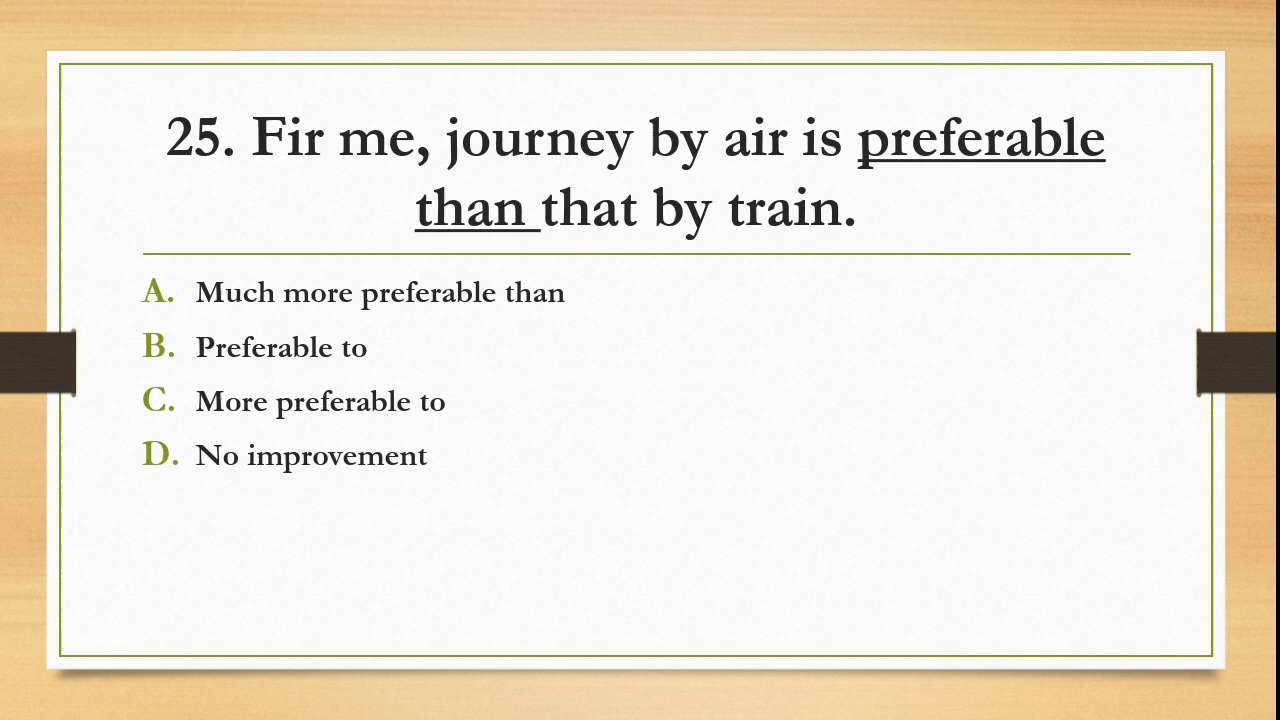 25. Fir me, journey by air is preferable
than that by train.
A. Much more preferable than
B. Preferable to
C. More preferable to
D. No improvement